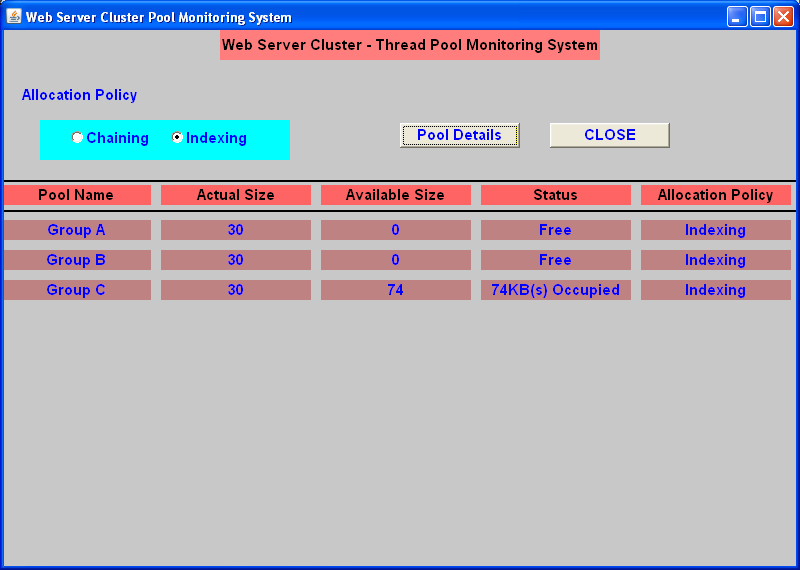 Web Server Cluster Pool Monitoring System
Web Server Cluster - Thread Pool Monitoring System
Allocation Policy
Chaining Indexing Pool Details CLOSE
Pool Name Actual Size Available Size Status Allocation Policy
Group A 30 0 Free Indexing
Group B 30 0 Free Indexing
Group C 30 74 74KB(s) Occupied Indexing